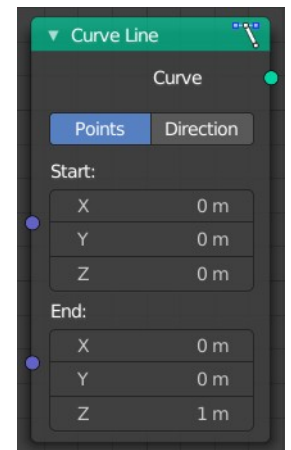 Curve Line
Curve
Points Direction
Start:
X 0 m
Y 0 m
Z 0 m
End:
X 0 m
Y 0 m
Z 1 m